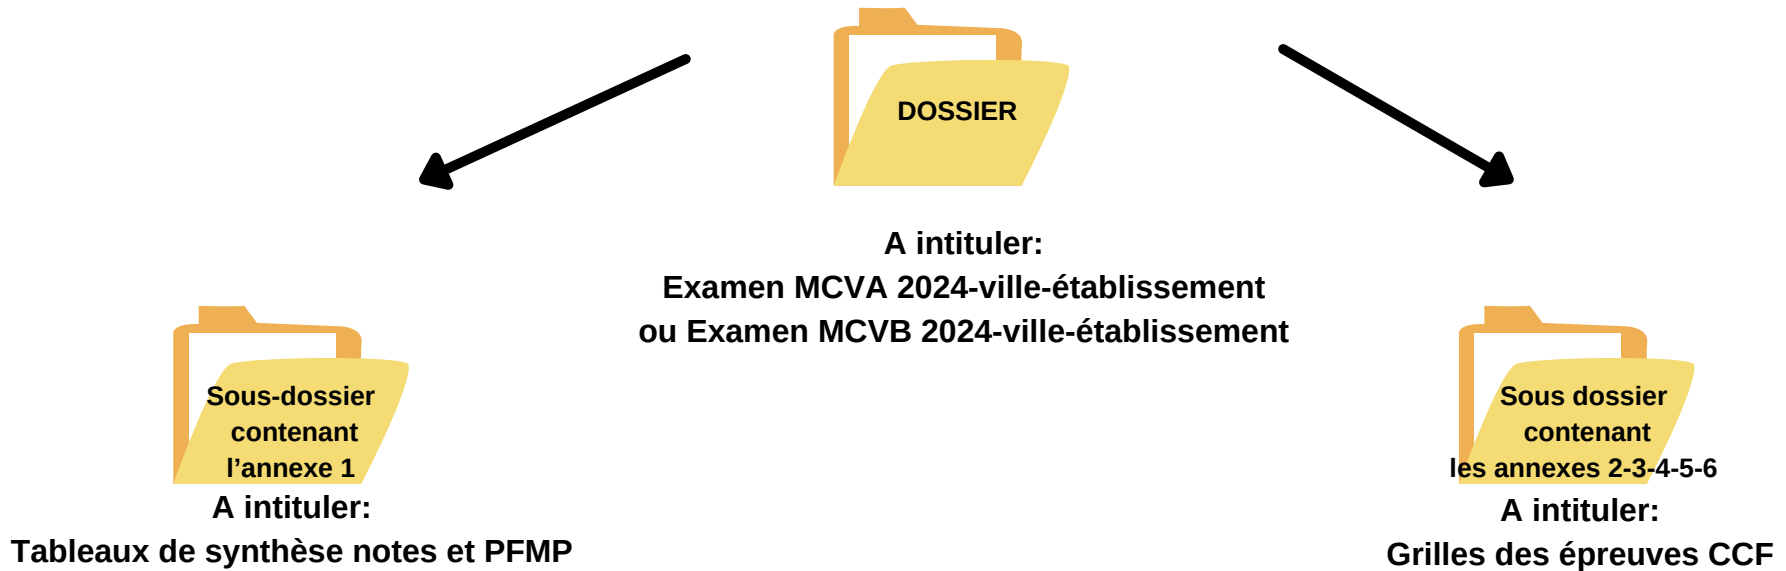 DOSSIER
A intituler:
Examen MCVA 2024-ville-établissement
ou Examen MCVB 2024-ville-établissement
Sous-dossier
contenant
l’annexe 1
A intituler:
Tableaux de synthèse notes et PFMP
Sous dossier
contenant
les annexes 2-3-4-5-6
A intituler:
Grilles des épreuves CCF